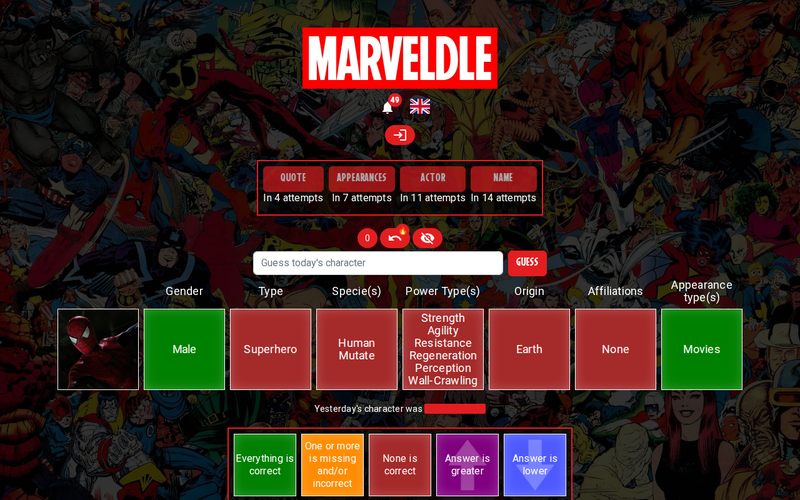 MARVELDLE
49
QUOTE APPEARANCES ACTOR NAME
In 4 attempts In 7 attempts In 11 attempts In 14 attempts
0
Guess today's character GUESS
Gender Type Specie(s) Power Type(s) Origin Affiliations Appearance
type(s)
Male
Superhero
Human
Mutate
Strength
Agility
Resistance
Regeneration
Perception
Wall-Crawling
Earth
None
Movies
Yesterday's character was
Everything is
correct
One or more
is missing
and/or
incorrect
None is
correct
Answer is
greater
Answer is
lower